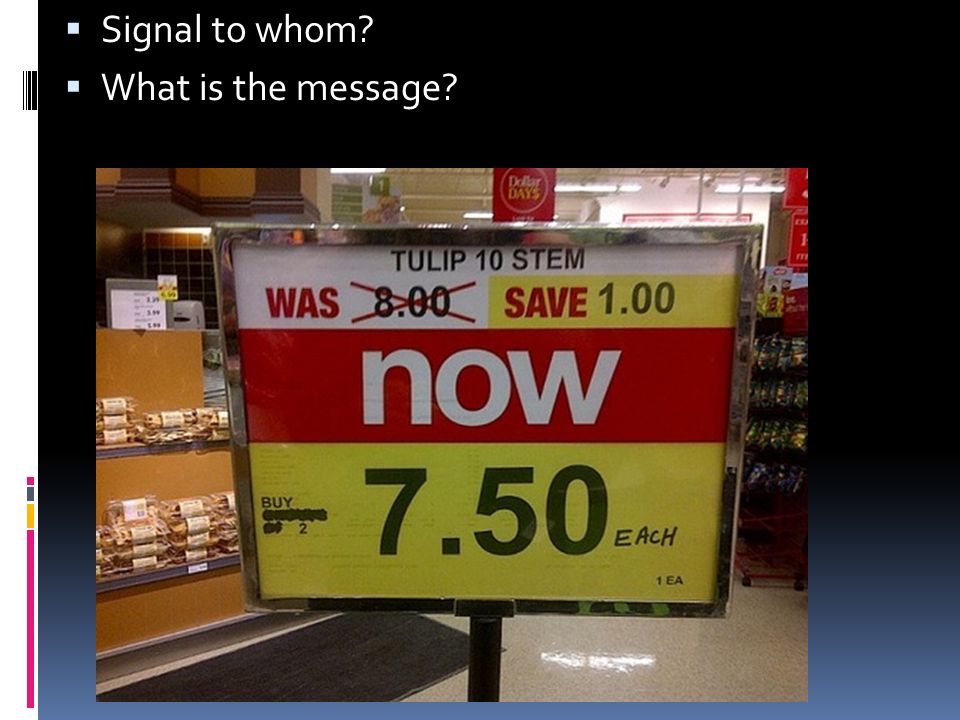 Signal to whom?
What is the message?
Dollar
DAY$
TULIP 10 STEM
WAS 8.00 SAVE 1.00
now
7.50 EACH
BUY
2
1 EA